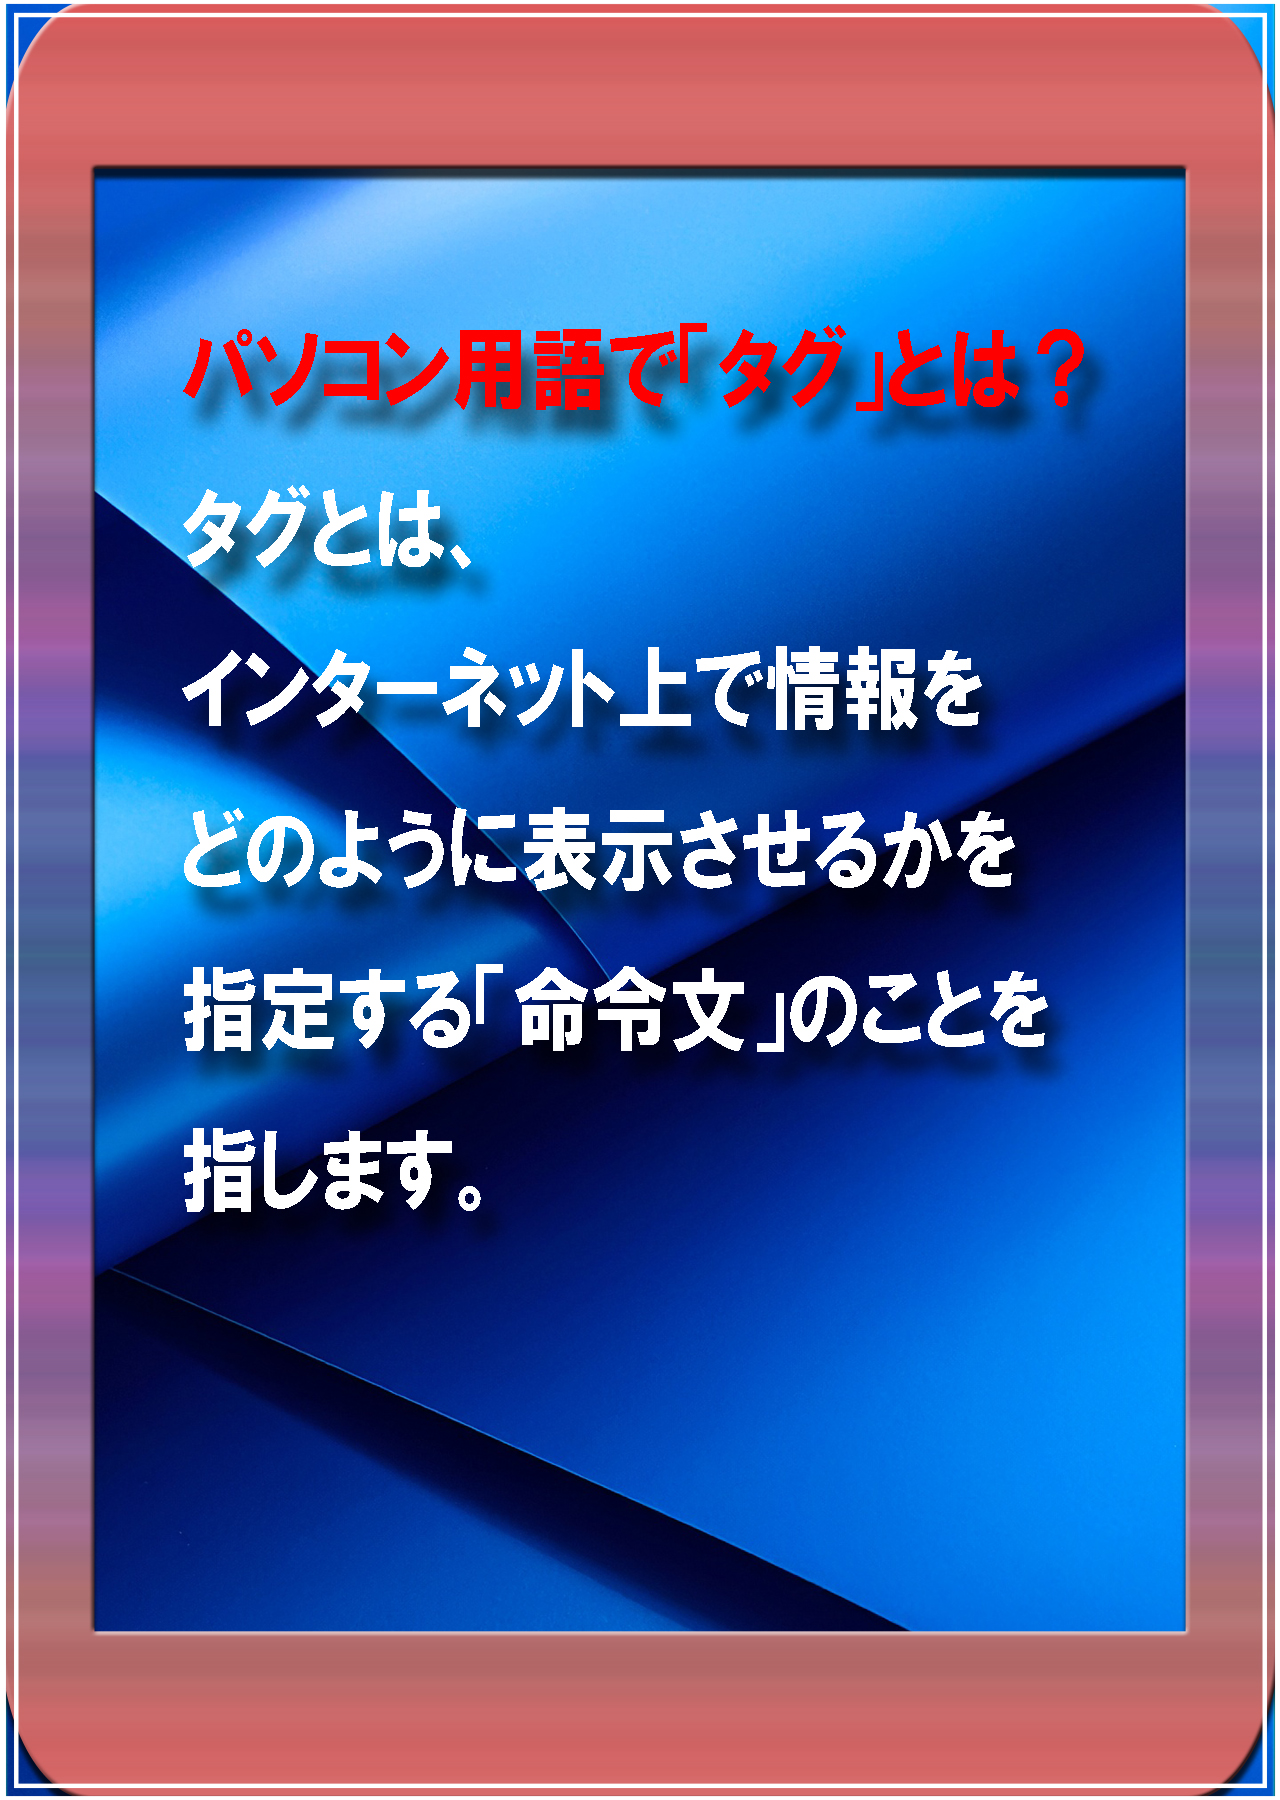 パソコン用語で「タグ」とは？
タグとは、
インターネット上で情報を
どのように表示させるかを
指定する「命令文」のことを
指します。